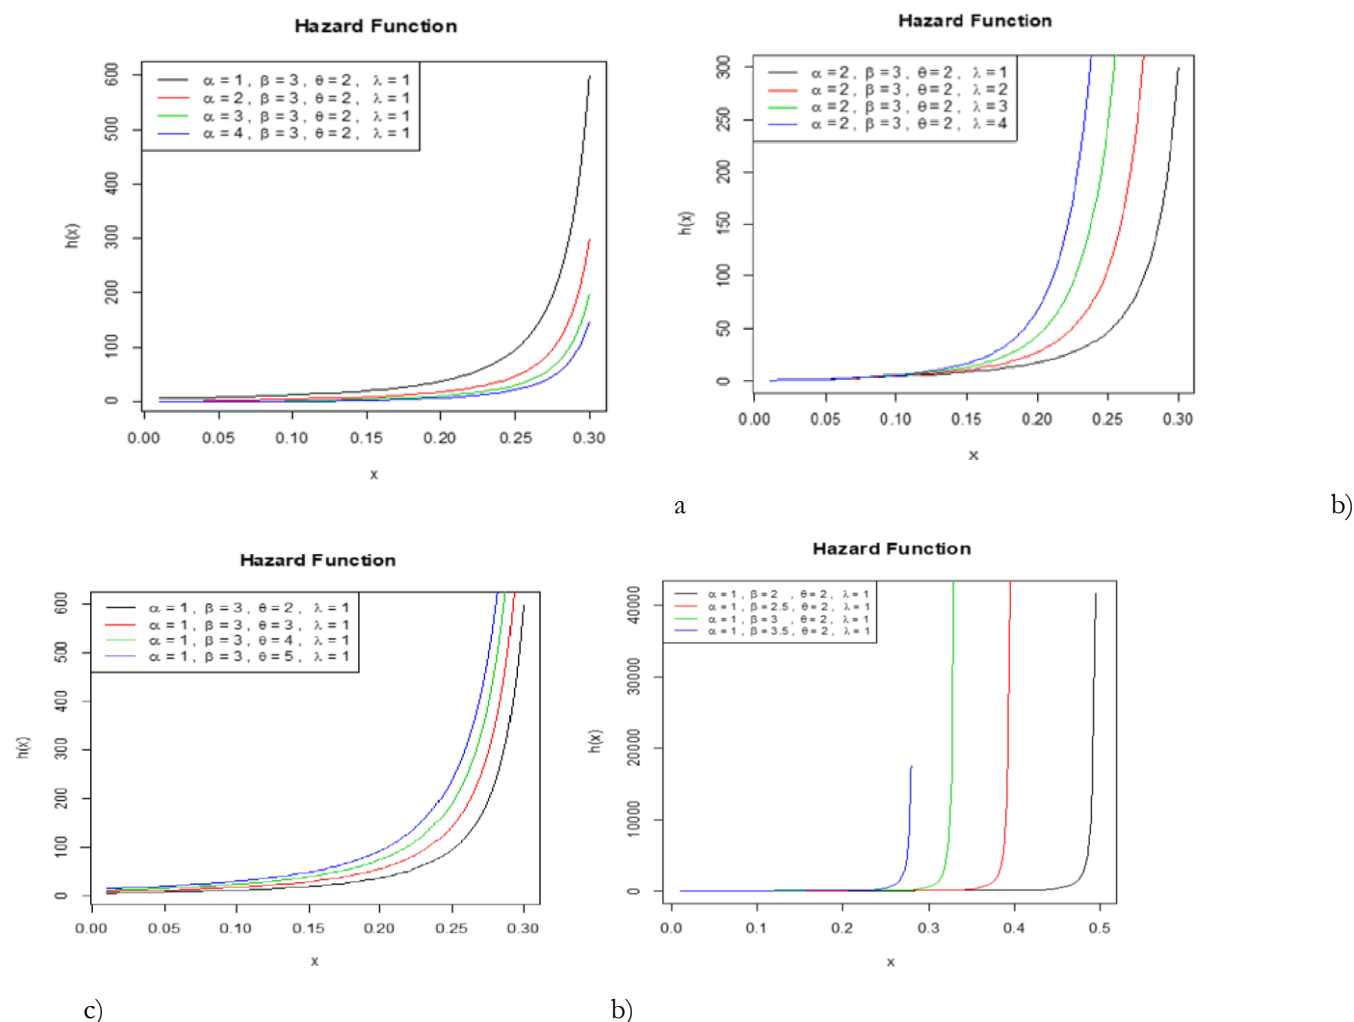 Hazard Function
α = 1 , β = 3 , θ = 2 , λ = 1
α = 2 , β = 3 , θ = 2 , λ = 1
α = 3 , β = 3 , θ = 2 , λ = 1
α = 4 , β = 3 , θ = 2 , λ = 1
600
500
400
300
200
100
0
h(x)
0.00 0.05 0.10 0.15 0.20 0.25 0.30
x
a
Hazard Function
α = 2 , β = 3 , θ = 2 , λ = 1
α = 2 , β = 3 , θ = 2 , λ = 2
α = 2 , β = 3 , θ = 2 , λ = 3
α = 2 , β = 3 , θ = 2 , λ = 4
300
250
200
150
100
50
0
h(x)
0.00 0.05 0.10 0.15 0.20 0.25 0.30
x
b)
Hazard Function
α = 1 , β = 3 , θ = 2 , λ = 1
α = 1 , β = 3 , θ = 3 , λ = 1
α = 1 , β = 3 , θ = 4 , λ = 1
α = 1 , β = 3 , θ = 5 , λ = 1
600
500
400
300
200
100
0
h(x)
0.00 0.05 0.10 0.15 0.20 0.25 0.30
x
c)
Hazard Function
α = 1 , β = 2 , θ = 2 , λ = 1
α = 1 , β = 2.5 , θ = 2 , λ = 1
α = 1 , β = 3 , θ = 2 , λ = 1
α = 1 , β = 3.5 , θ = 2 , λ = 1
40000
30000
20000
10000
0
h(x)
0.0 0.1 0.2 0.3 0.4 0.5
x
b)